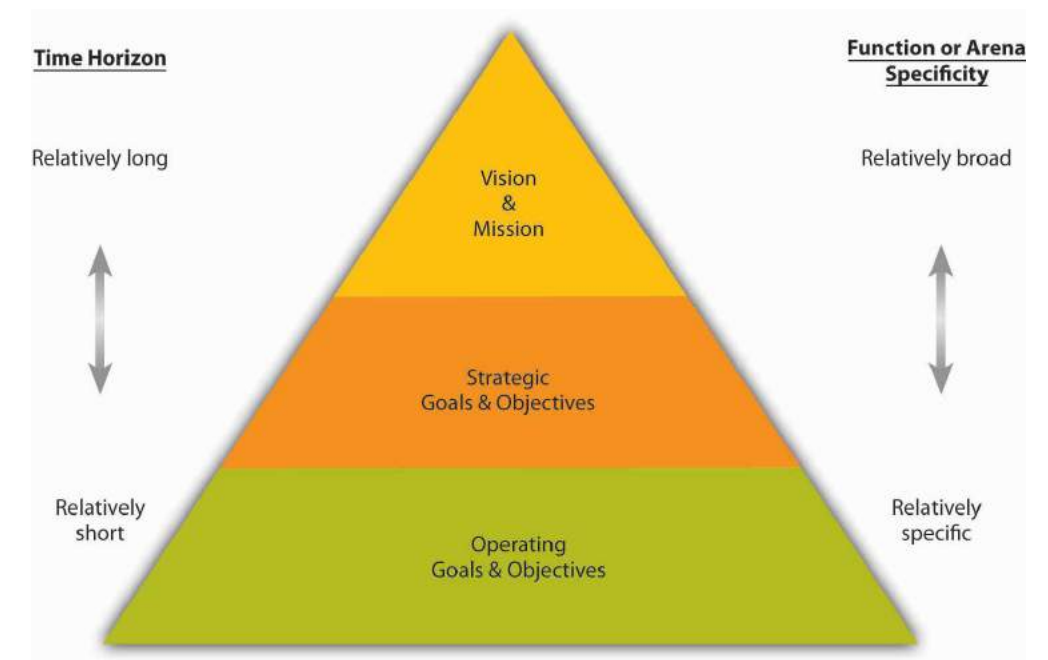 Time Horizon
Function or Arena
Specificity
Relatively long
Relatively broad
Vision
&
Mission
Strategic
Goals & Objectives
Relatively
short
Relatively
specific
Operating
Goals & Objectives